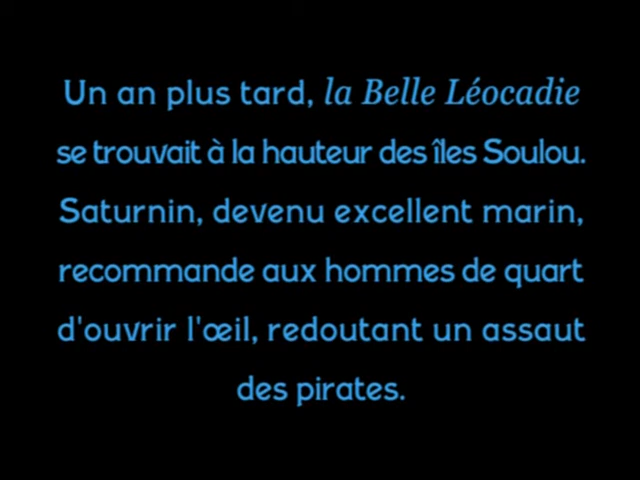 Un an plus tard, la Belle Léocadie
se trouvait à la hauteur des îles Soulou.
Saturnin, devenu excellent marin,
recommande aux hommes de quart
d'ouvrir l'œil, redoutant un assaut
des pirates.